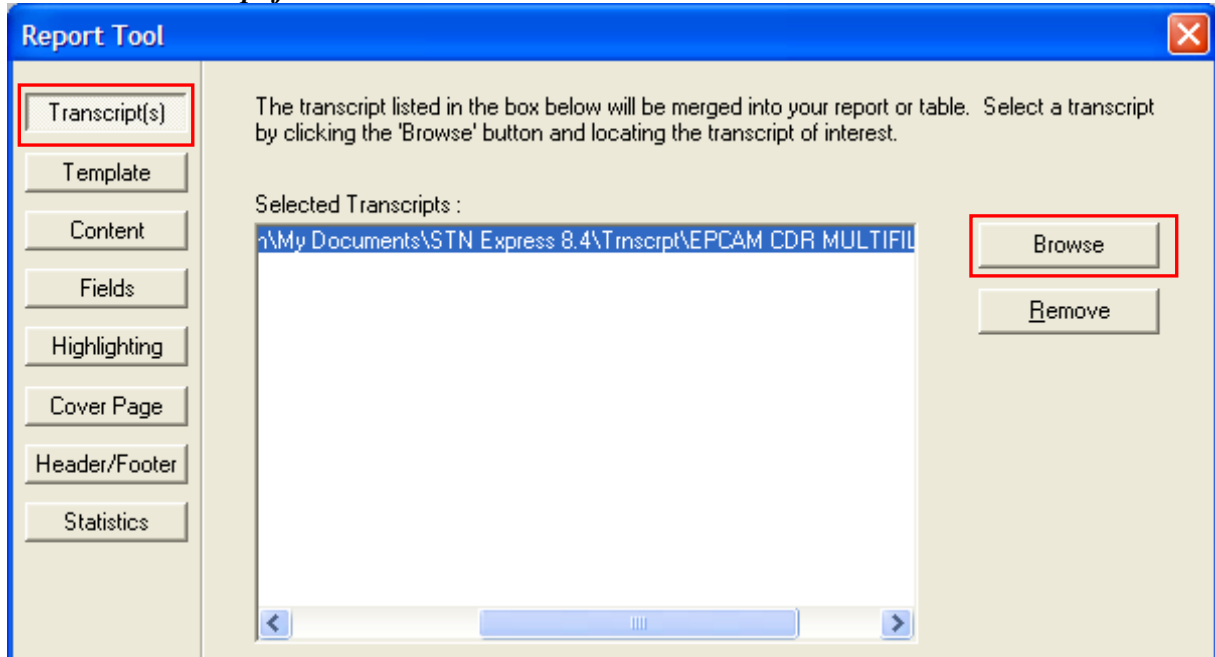 Report Tool
Transcript(s)
The transcript listed in the box below will be merged into your report or table. Select a transcript
by clicking the 'Browse' button and locating the transcript of interest.
Template
Selected Transcripts :
Content
\My Documents\STN Express 8.4\Trnscrpt\EPCAM CDR MULTIFIL
Browse
Fields
Remove
Highlighting
Cover Page
Header/Footer
Statistics